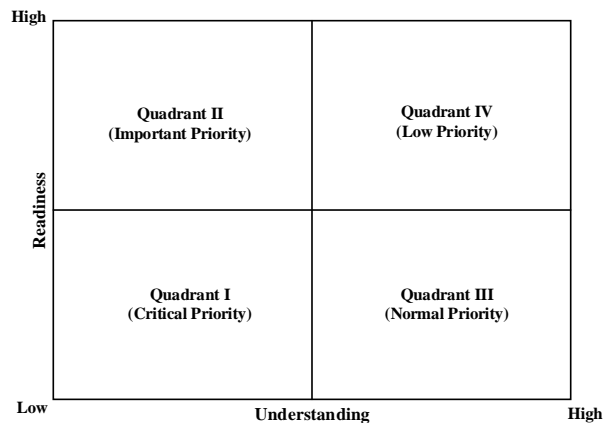 High
Quadrant II
(Important Priority)
Quadrant IV
(Low Priority)
Readiness
Quadrant I
(Critical Priority)
Quadrant III
(Normal Priority)
Low
Understanding
High